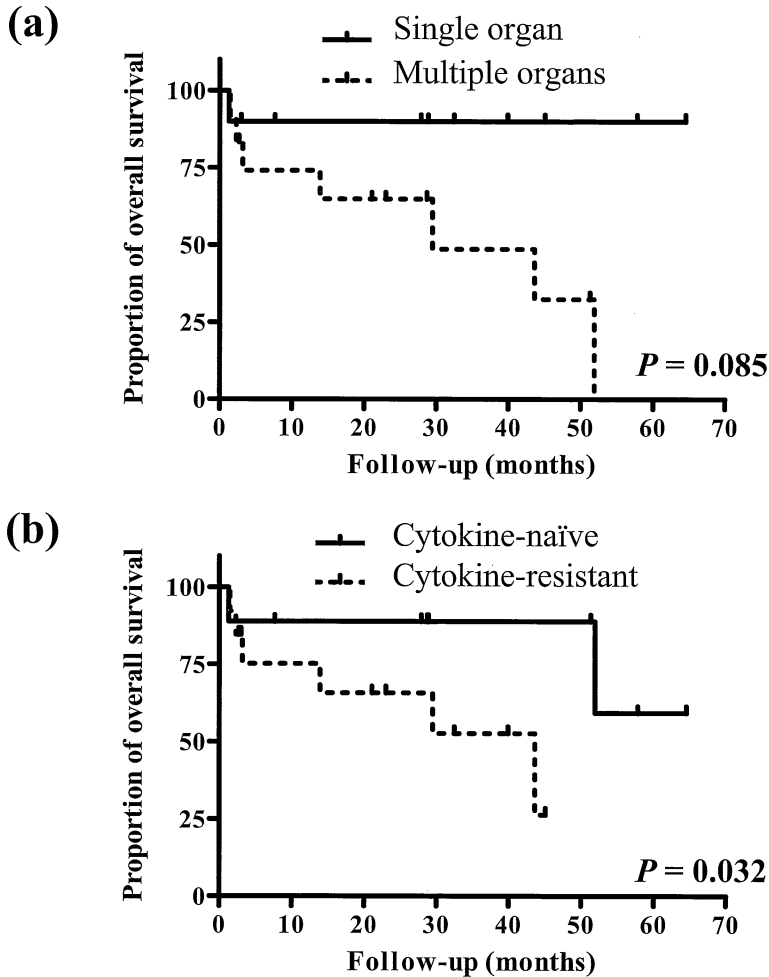 (a)
Single organ
Multiple organs
Proportion of overall survival
100
75
50
25
0
P = 0.085
0 10 20 30 40 50 60 70
Follow-up (months)
(b)
Cytokine-naïve
Cytokine-resistant
Proportion of overall survival
100
75
50
25
0
P = 0.032
0 10 20 30 40 50 60 70
Follow-up (months)